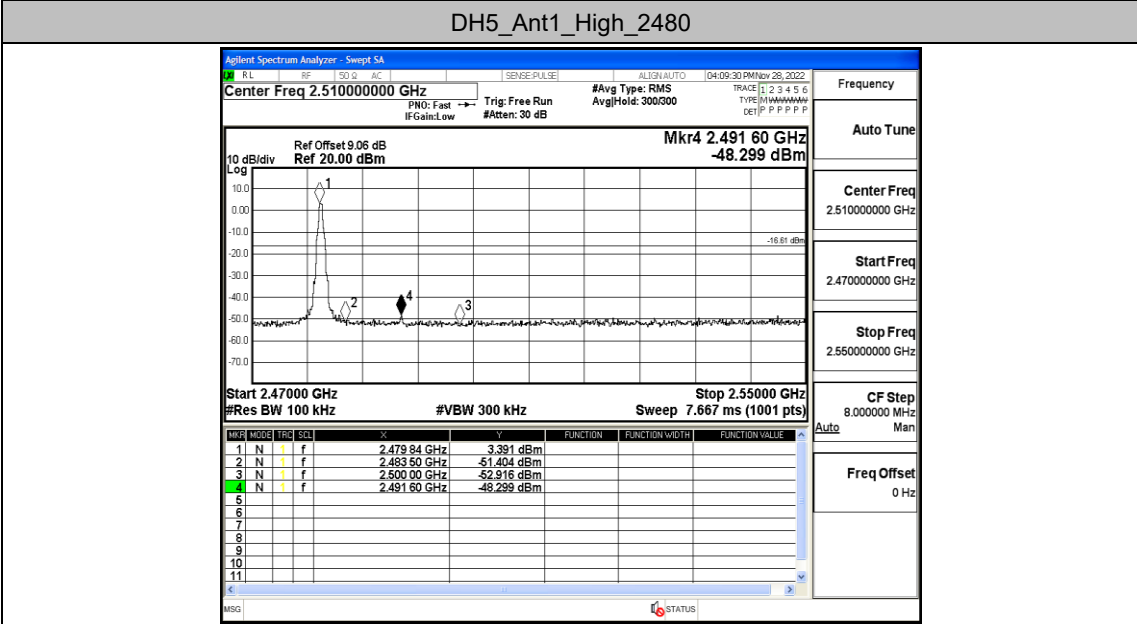 DH5_Ant1_High_2480
Agilent Spectrum Analyzer - Swept SA
LXI RL RF 50 Ω AC SENSE:PULSE ALIGN AUTO 04:09:30 PM Nov 28, 2022
Center Freq 2.510000000 GHz
PNO: Fast Trig: Free Run
IFGain:Low #Atten: 30 dB
#Avg Type: RMS
Avg|Hold: 300/300
TRACE 1 2 3 4 5 6
TYPE M WWWWW
DET P P P P P P
Mkr4 2.491 60 GHz
-48.299 dBm
Ref Offset 9.06 dB
10 dB/div Ref 20.00 dBm
Log
10.0
0.00
-10.0
-20.0
-30.0
-40.0
-50.0
-60.0
-70.0
1
2
4
3
-16.61 dBm
Start 2.47000 GHz Stop 2.55000 GHz
#Res BW 100 kHz #VBW 300 kHz Sweep 7.667 ms (1001 pts)
MKR MODE TRC SCL X Y FUNCTION FUNCTION WIDTH FUNCTION VALUE
1 N 1 f 2.479 84 GHz 3.391 dBm
2 N 1 f 2.483 50 GHz -51.404 dBm
3 N 1 f 2.500 00 GHz -52.916 dBm
4 N 1 f 2.491 60 GHz -48.299 dBm
5
6
7
8
9
10
11
MSG STATUS
Frequency
Auto Tune
Center Freq
2.510000000 GHz
Start Freq
2.470000000 GHz
Stop Freq
2.550000000 GHz
CF Step
8.000000 MHz
Auto Man
Freq Offset
0 Hz